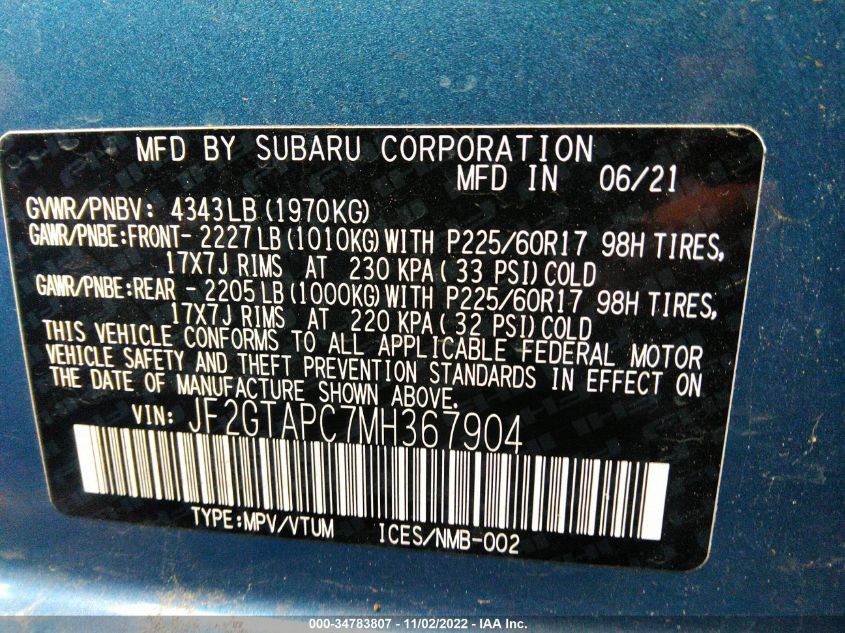 MFD BY SUBARU CORPORATION
MFD IN 06/21
GVWR/PNBV: 4343LB (1970KG)
GAWR/PNBE:FRONT- 2227 LB (1010KG) WITH P225/60R17 98H TIRES,
17X7J RIMS AT 230 KPA ( 33 PSI) COLD
GAWR/PNBE:REAR - 2205 LB (1000KG) WITH P225/60R17 98H TIRES,
17X7J RIMS AT 220 KPA ( 32 PSI) COLD
THIS VEHICLE CONFORMS TO ALL APPLICABLE FEDERAL MOTOR
VEHICLE SAFETY AND THEFT PREVENTION STANDARDS IN EFFECT ON
THE DATE OF MANUFACTURE SHOWN ABOVE.
VIN: JF2GTAPC7MH367904
TYPE:MPV/VTUM ICES/NMB-002
000-34783807 - 11/02/2022 - IAA Inc.